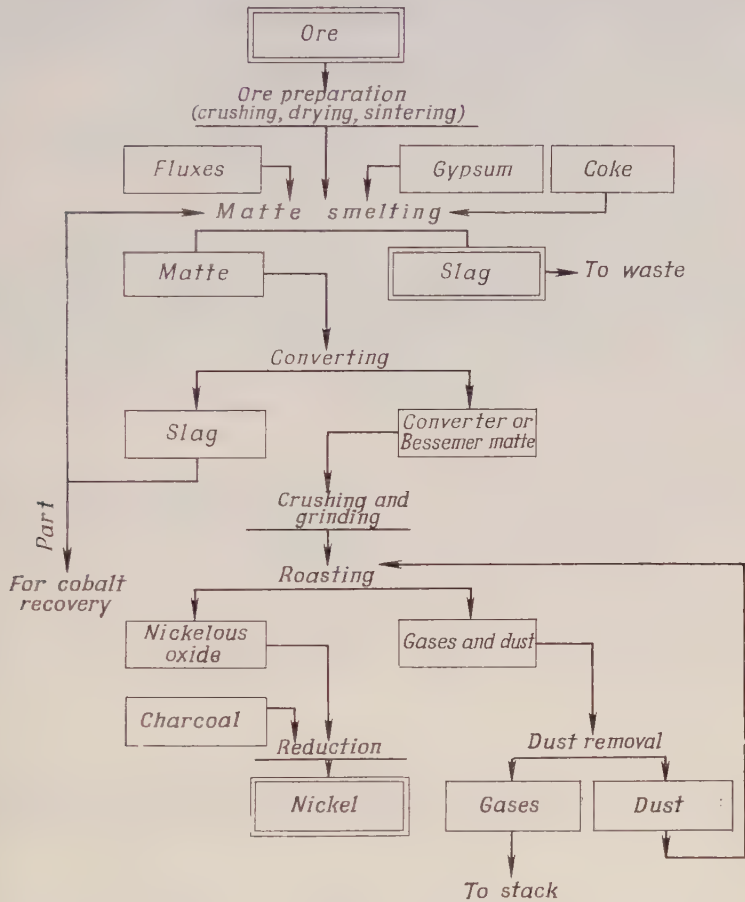 Ore
Ore preparation
(crushing, drying, sintering)
Fluxes
Gypsum
Coke
Matte smelting
Matte
Slag
To waste
Converting
Slag
Converter or
Bessemer matte
Part
Crushing and
grinding
For cobalt
recovery
Roasting
Nickelous
oxide
Gases and dust
Charcoal
Reduction
Dust removal
Nickel
Gases
Dust
To stack